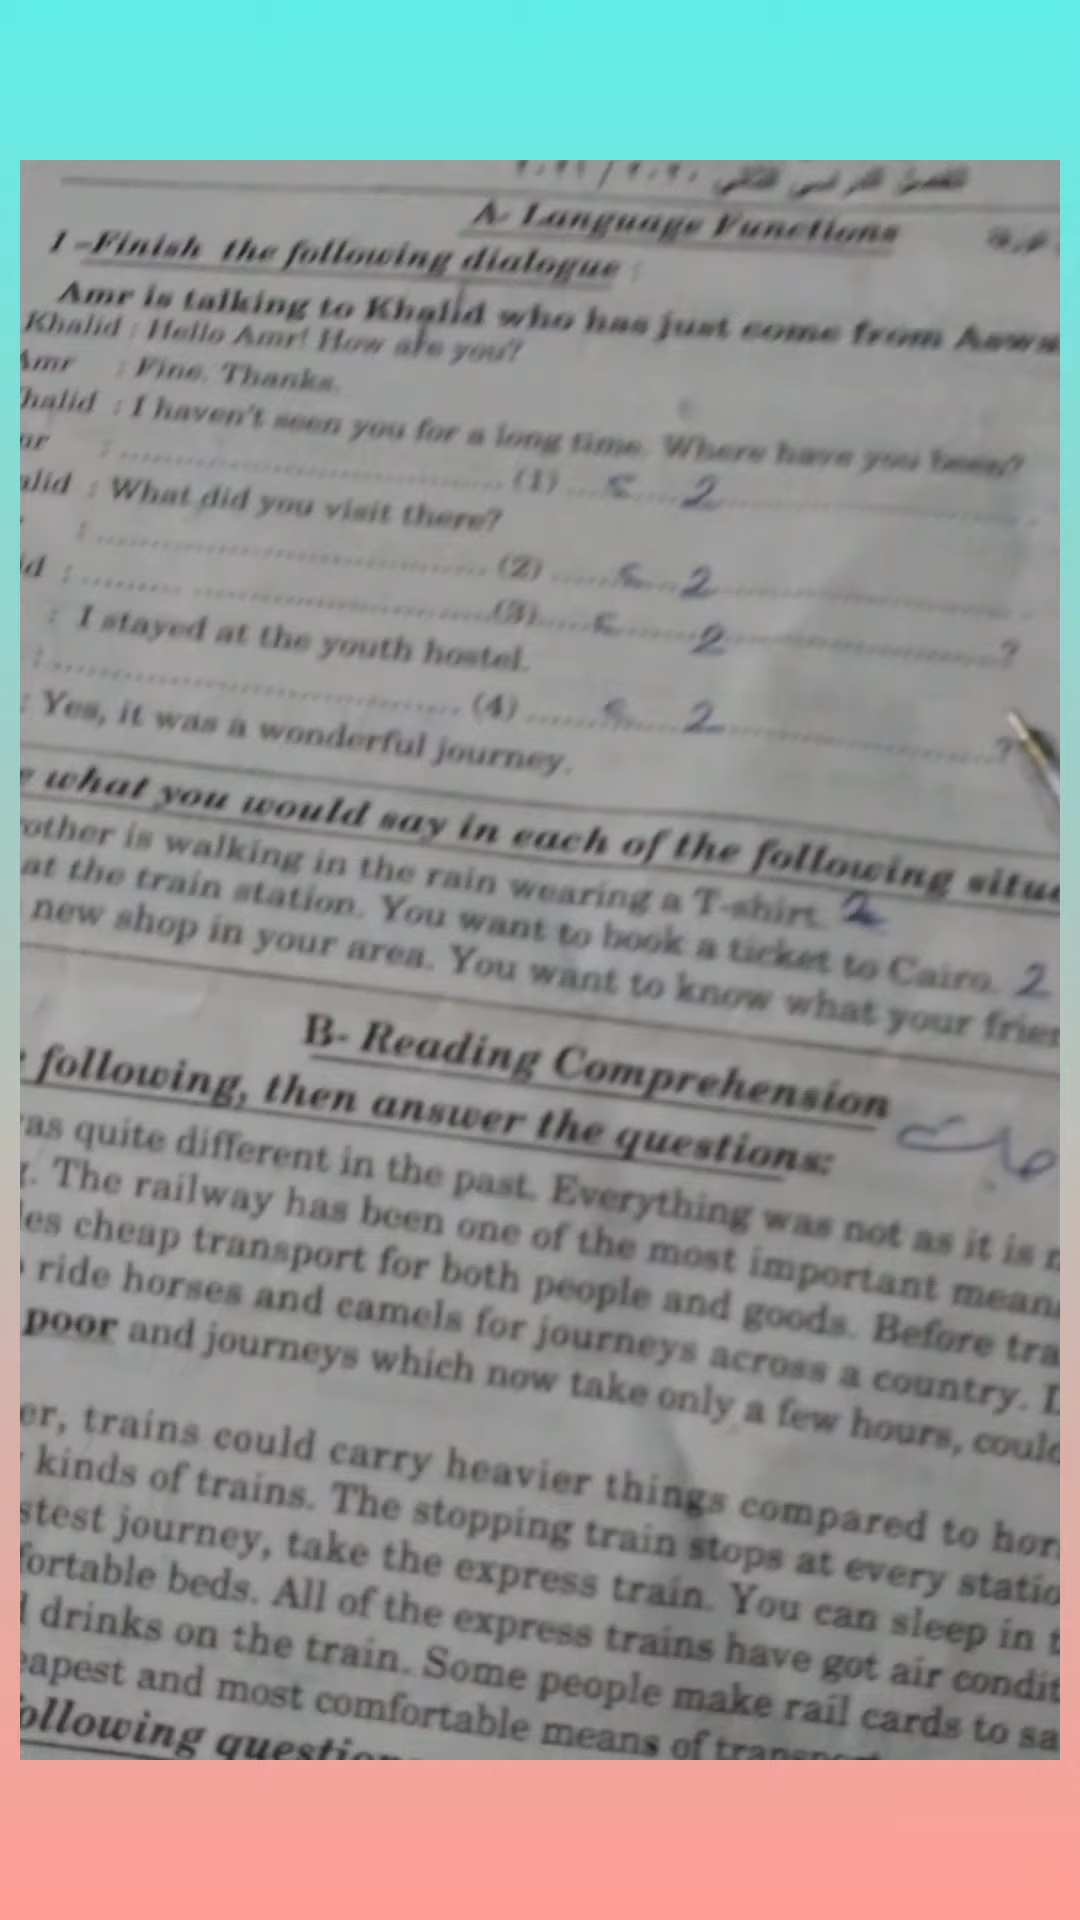 A- Language Functions
1 -Finish the following dialogue :
Amr is talking to Khalid who has just come from Asw
Khalid : Hello Amr! How are you?
Amr : Fine. Thanks.
halid : I haven't seen you for a long time. Where have you been?
mr : (1) 2
alid : What did you visit there?
: (2) 2
id : (3) 2 ?
: I stayed at the youth hostel.
: (4) 2 ?
: Yes, it was a wonderful journey.
what you would say in each of the following situ
other is walking in the rain wearing a T-shirt. 2
at the train station. You want to book a ticket to Cairo. 2
new shop in your area. You want to know what your frien
B- Reading Comprehension
following, then answer the questions:
as quite different in the past. Everything was not as it is n
. The railway has been one of the most important means
es cheap transport for both people and goods. Before tra
ride horses and camels for journeys across a country.
poor and journeys which now take only a few hours, could
er, trains could carry heavier things compared to hor
kinds of trains. The stopping train stops at every statio
stest journey, take the express train. You can sleep in t
fortable beds. All of the express trains have got air condit
drinks on the train. Some people make rail cards to sa
eapest and most comfortable means of transport
ollowing question